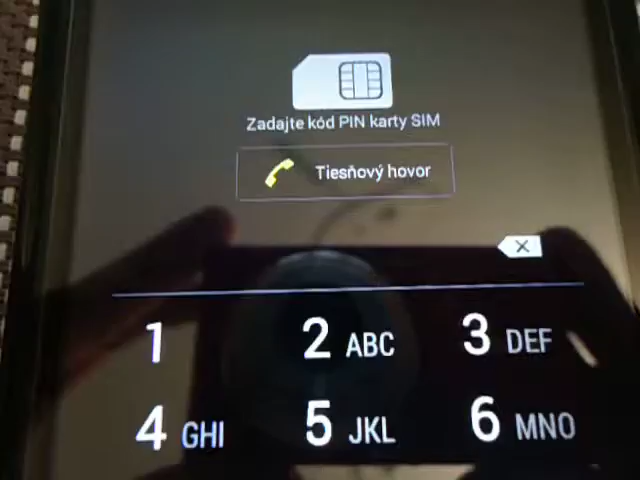 Zadajte kód PIN karty SIM
Tiesňový hovor
1 2 ABC 3 DEF
4 GHI 5 JKL 6 MNO